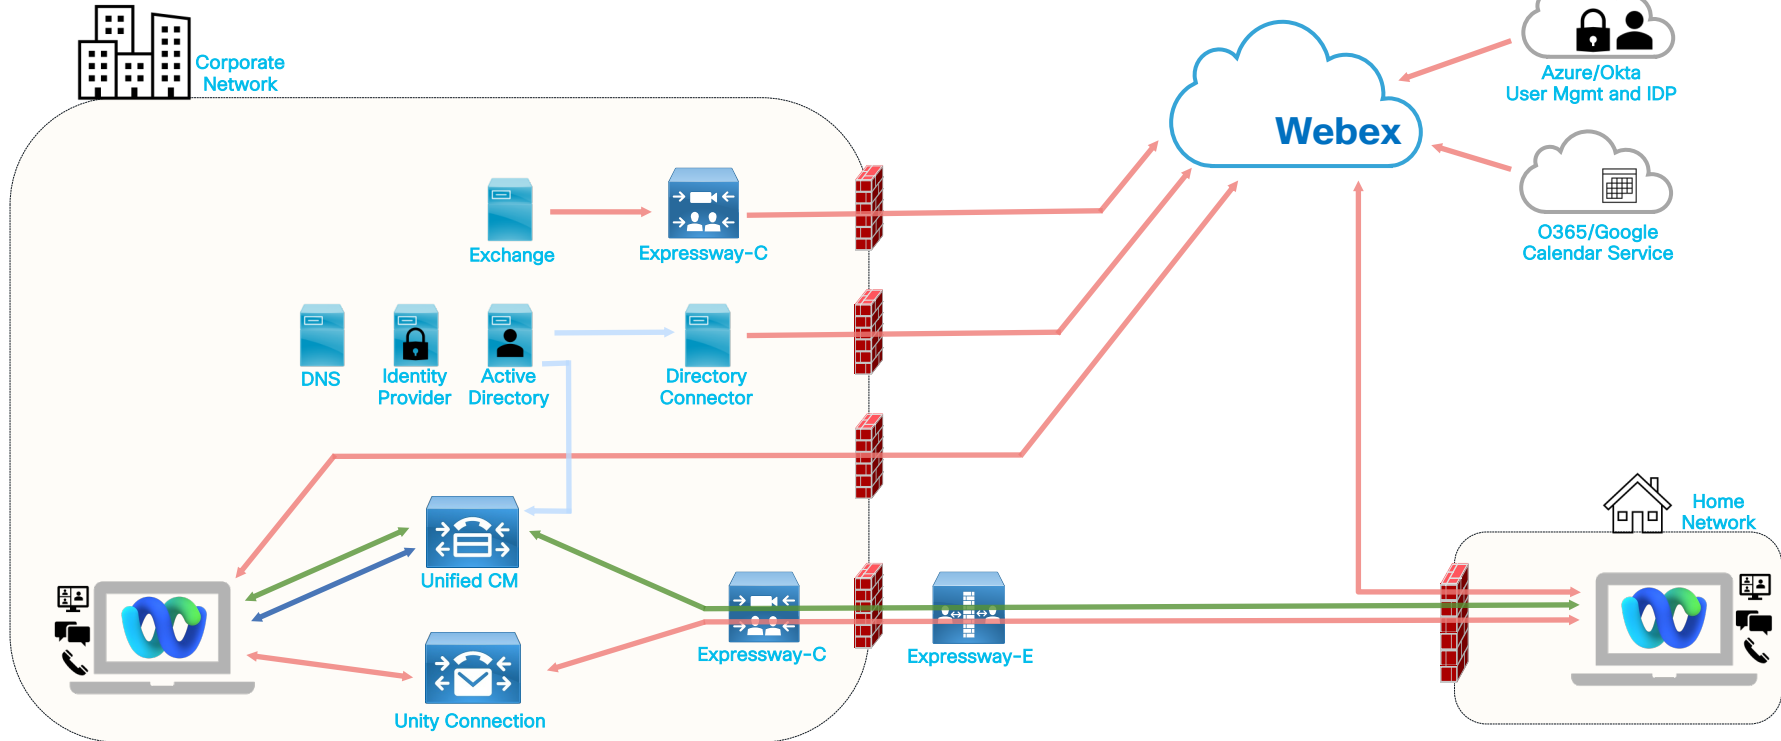 Corporate
Network
Azure/Okta
User Mgmt and IDP
Webex
O365/Google
Calendar Service
Exchange
Expressway-C
DNS
Identity
Provider
Active
Directory
Directory
Connector
Home
Network
Unified CM
Expressway-C
Expressway-E
Unity Connection